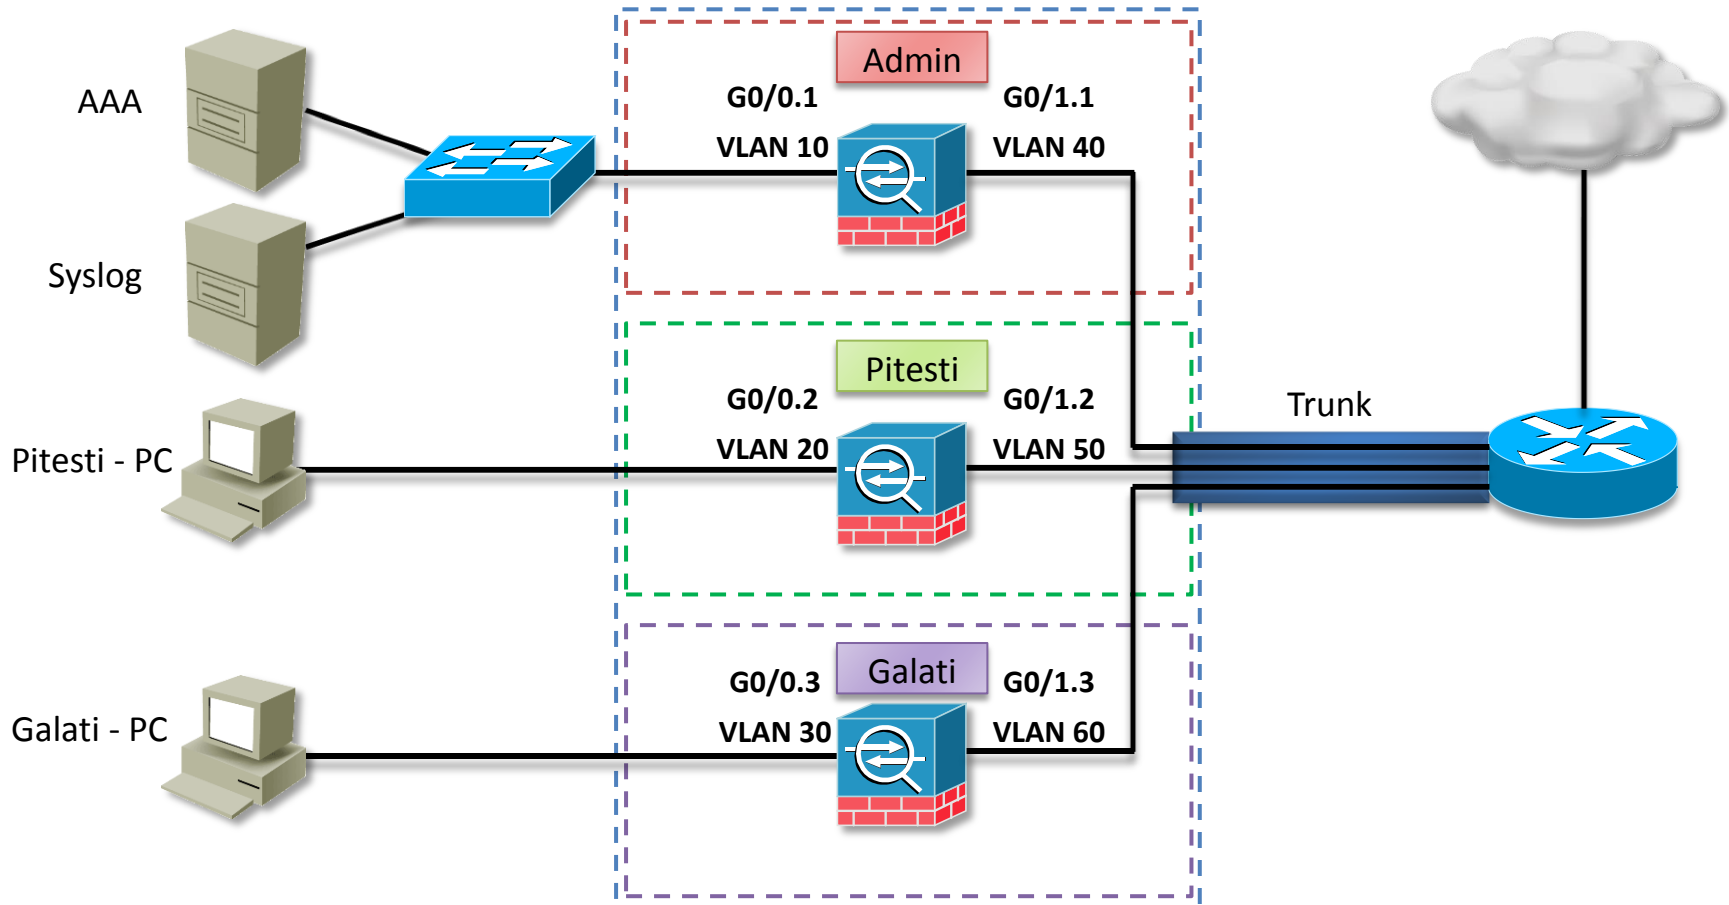 Admin
G0/0.1
G0/1.1
AAA
VLAN 10
VLAN 40
Syslog
Pitesti
G0/0.2
G0/1.2
Trunk
Pitesti - PC
VLAN 20
VLAN 50
Galati
G0/0.3
G0/1.3
Galati - PC
VLAN 30
VLAN 60